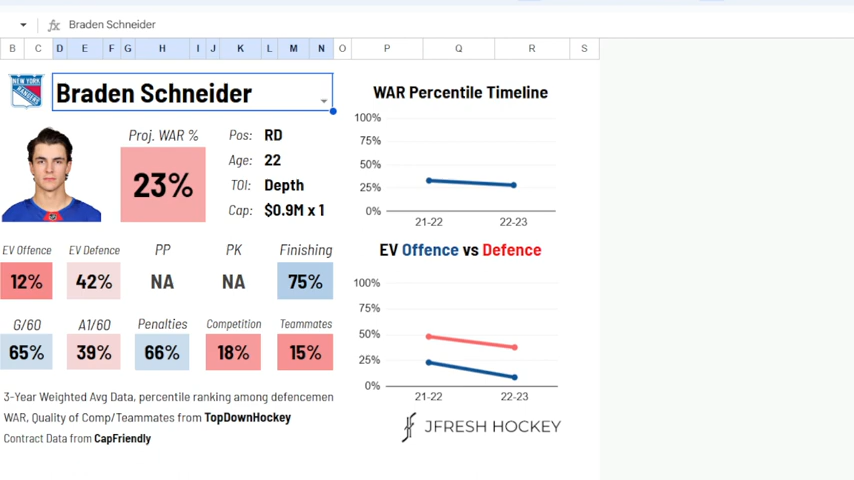 fx Braden Schneider
B C D E F G H I J K L M N O P Q R S
NEW YORK
RANGERS
Braden Schneider
Proj. WAR %
23%
Pos: RD
Age: 22
TOI: Depth
Cap: $0.9M x 1
EV Offence EV Defence PP PK Finishing
12% 42% NA NA 75%
G/60 A1/60 Penalties Competition Teammates
65% 39% 66% 18% 15%
3-Year Weighted Avg Data, percentile ranking among defencemen
WAR, Quality of Comp/Teammates from TopDownHockey
Contract Data from CapFriendly
WAR Percentile Timeline
100%
75%
50%
25%
0%
21-22 22-23
EV Offence vs Defence
100%
75%
50%
25%
0%
21-22 22-23
JFRESH HOCKEY